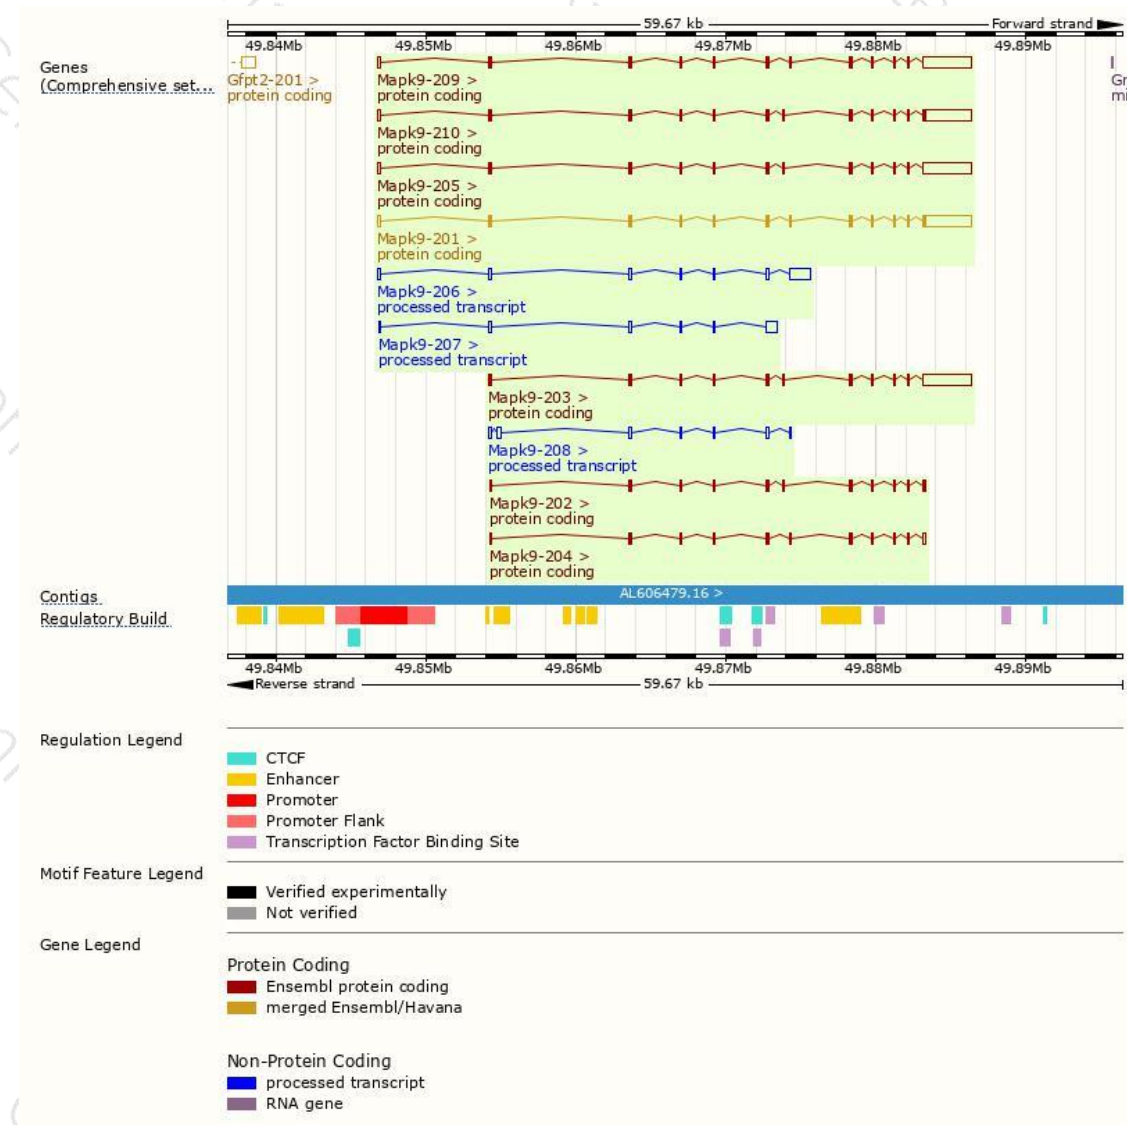 59.67 kb Forward strand
49.84Mb 49.85Mb 49.86Mb 49.87Mb 49.88Mb 49.89Mb
Genes
(Comprehensive set...
Gfpt2-201 >
protein coding
Mapk9-209 >
protein coding
Gr
mi
Mapk9-210 >
protein coding
Mapk9-205 >
protein coding
Mapk9-201 >
protein coding
Mapk9-206 >
processed transcript
Mapk9-207 >
processed transcript
Mapk9-203 >
protein coding
Mapk9-208 >
processed transcript
Mapk9-202 >
protein coding
Mapk9-204 >
protein coding
Contigs AL606479.16 >
Regulatory Build
49.84Mb 49.85Mb 49.86Mb 49.87Mb 49.88Mb 49.89Mb
Reverse strand 59.67 kb
Regulation Legend
CTCF
Enhancer
Promoter
Promoter Flank
Transcription Factor Binding Site
Motif Feature Legend
Verified experimentally
Not verified
Gene Legend
Protein Coding
Ensembl protein coding
merged Ensembl/Havana
Non-Protein Coding
processed transcript
RNA gene